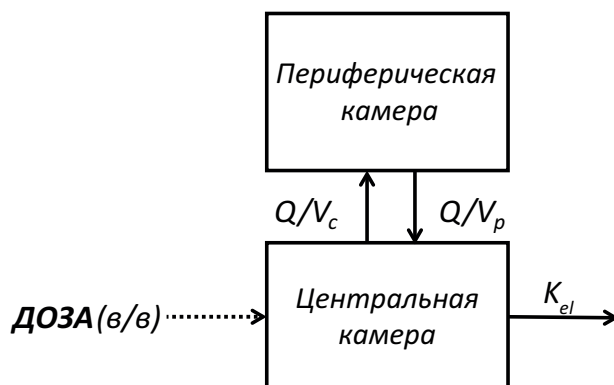 Периферическая
камера
Q/Vc
Q/Vp
ДОЗА(в/в)
Центральная
камера
Kel